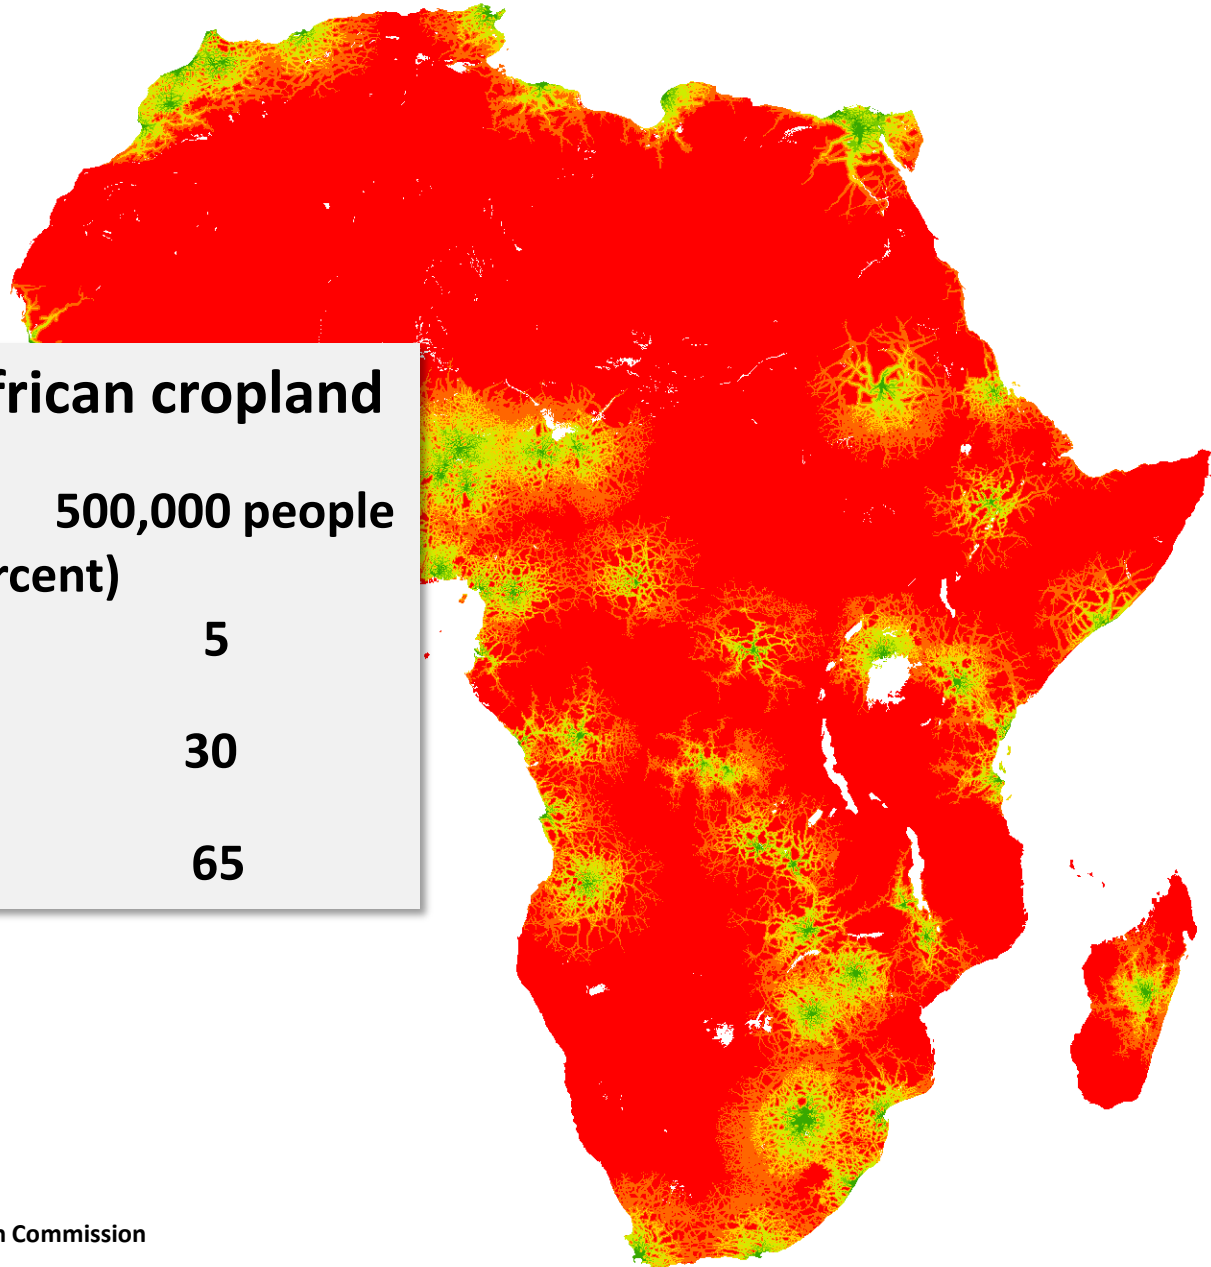 frican cropland
500,000 people
rcent)
5
30
65
n Commission